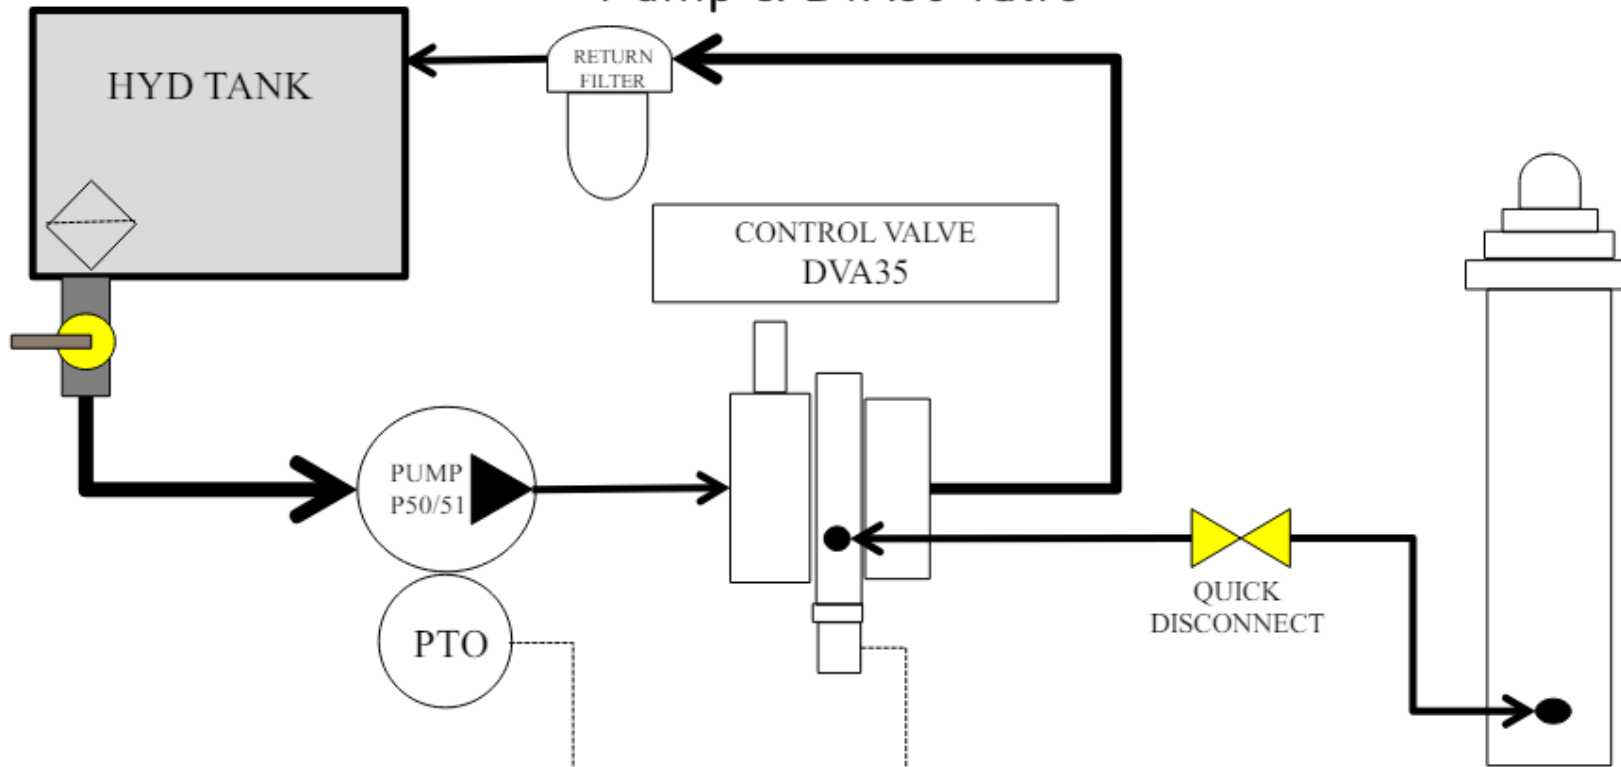 HYD TANK
RETURN
FILTER
CONTROL VALVE
DVA35
PUMP
P50/51
PTO
QUICK
DISCONNECT